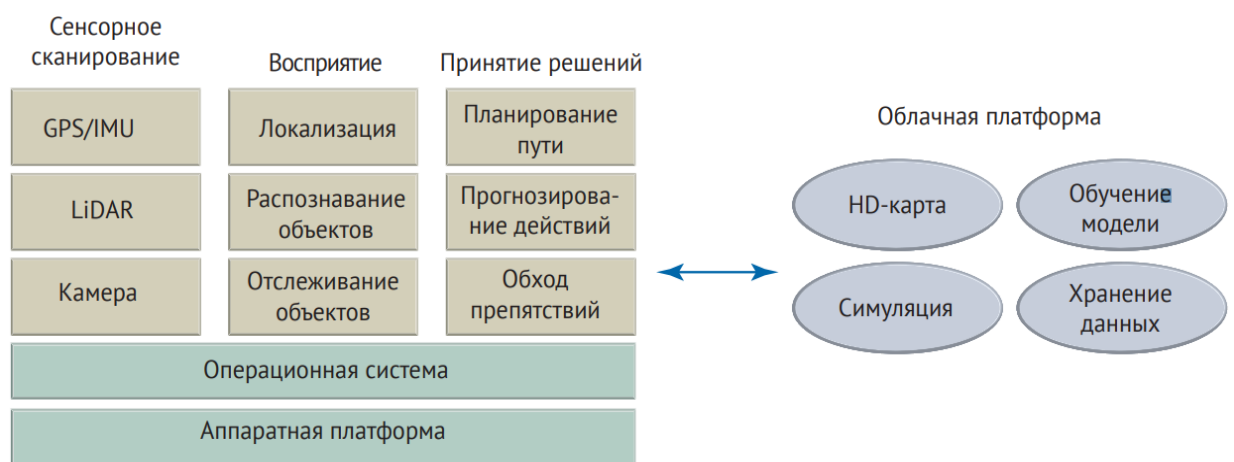 Сенсорное
сканирование
Восприятие
Принятие решений
GPS/IMU
Локализация
Планирование
пути
LiDAR
Распознавание
объектов
Прогнозирова-
ние действий
Камера
Отслеживание
объектов
Обход
препятствий
Операционная система
Аппаратная платформа
Облачная платформа
HD-карта
Обучение
модели
Симуляция
Хранение
данных